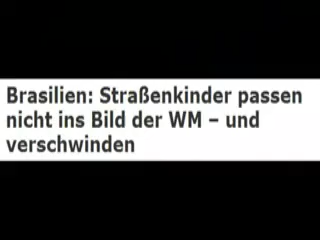 Brasilien: Straßenkinder passen
nicht ins Bild der WM – und
verschwinden